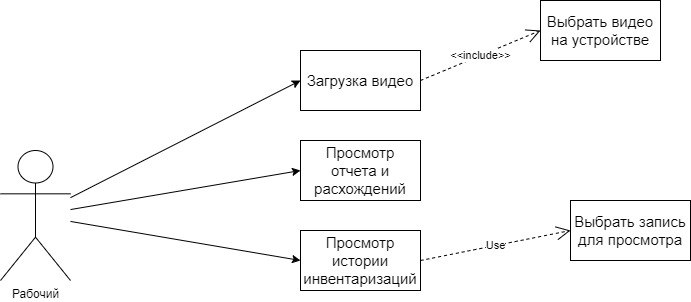 Выбрать видео
на устройстве
<<include>>
Загрузка видео
Просмотр
отчета и
расхождений
Выбрать запись
для просмотра
Use
Просмотр
истории
инвентаризаций
Рабочий